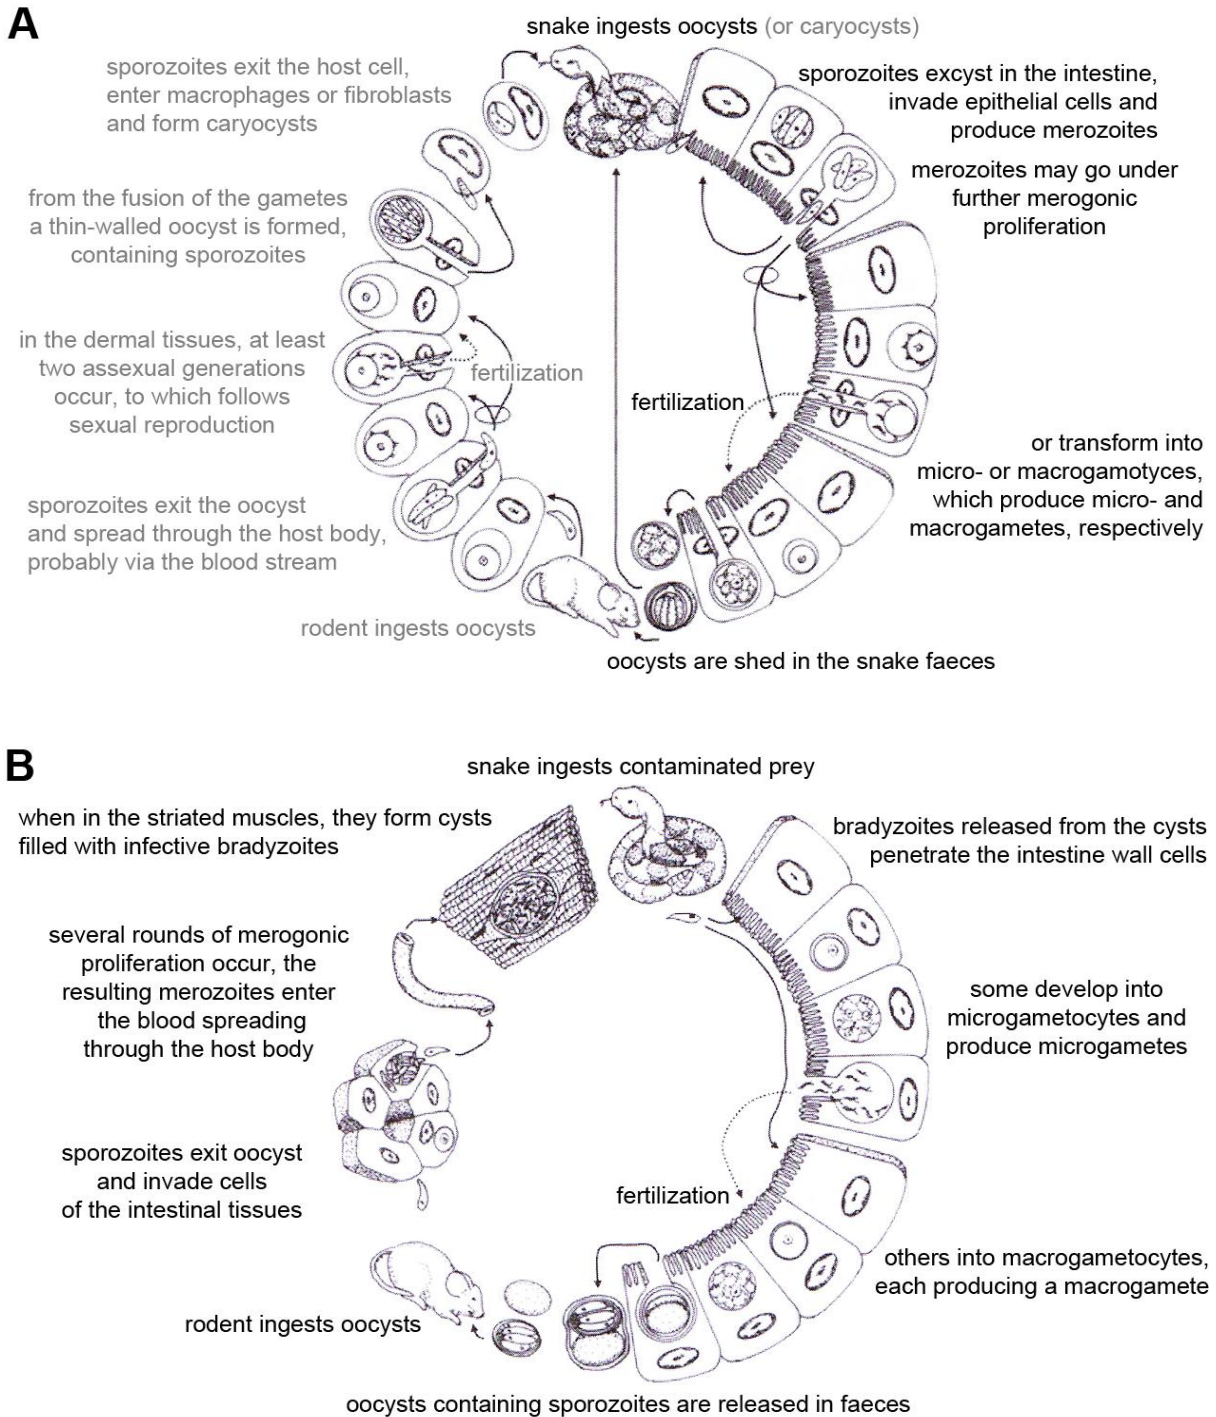 A
snake ingests oocysts (or caryocysts)
sporozoites exit the host cell,
enter macrophages or fibroblasts
and form caryocysts
sporozoites excyst in the intestine,
invade epithelial cells and
produce merozoites
merozoites may go under
further merogonic
proliferation
from the fusion of the gametes
a thin-walled oocyst is formed,
containing sporozoites
in the dermal tissues, at least
two assexual generations
occur, to which follows
sexual reproduction
fertilization
fertilization
or transform into
micro- or macrogamotyces,
which produce micro- and
macrogametes, respectively
sporozoites exit the oocyst
and spread through the host body,
probably via the blood stream
rodent ingests oocysts
oocysts are shed in the snake faeces
B
snake ingests contaminated prey
when in the striated muscles, they form cysts
filled with infective bradyzoites
bradyzoites released from the cysts
penetrate the intestine wall cells
several rounds of merogonic
proliferation occur, the
resulting merozoites enter
the blood spreading
through the host body
some develop into
microgametocytes and
produce microgametes
sporozoites exit oocyst
and invade cells
of the intestinal tissues
fertilization
others into macrogametocytes,
each producing a macrogamete
rodent ingests oocysts
oocysts containing sporozoites are released in faeces